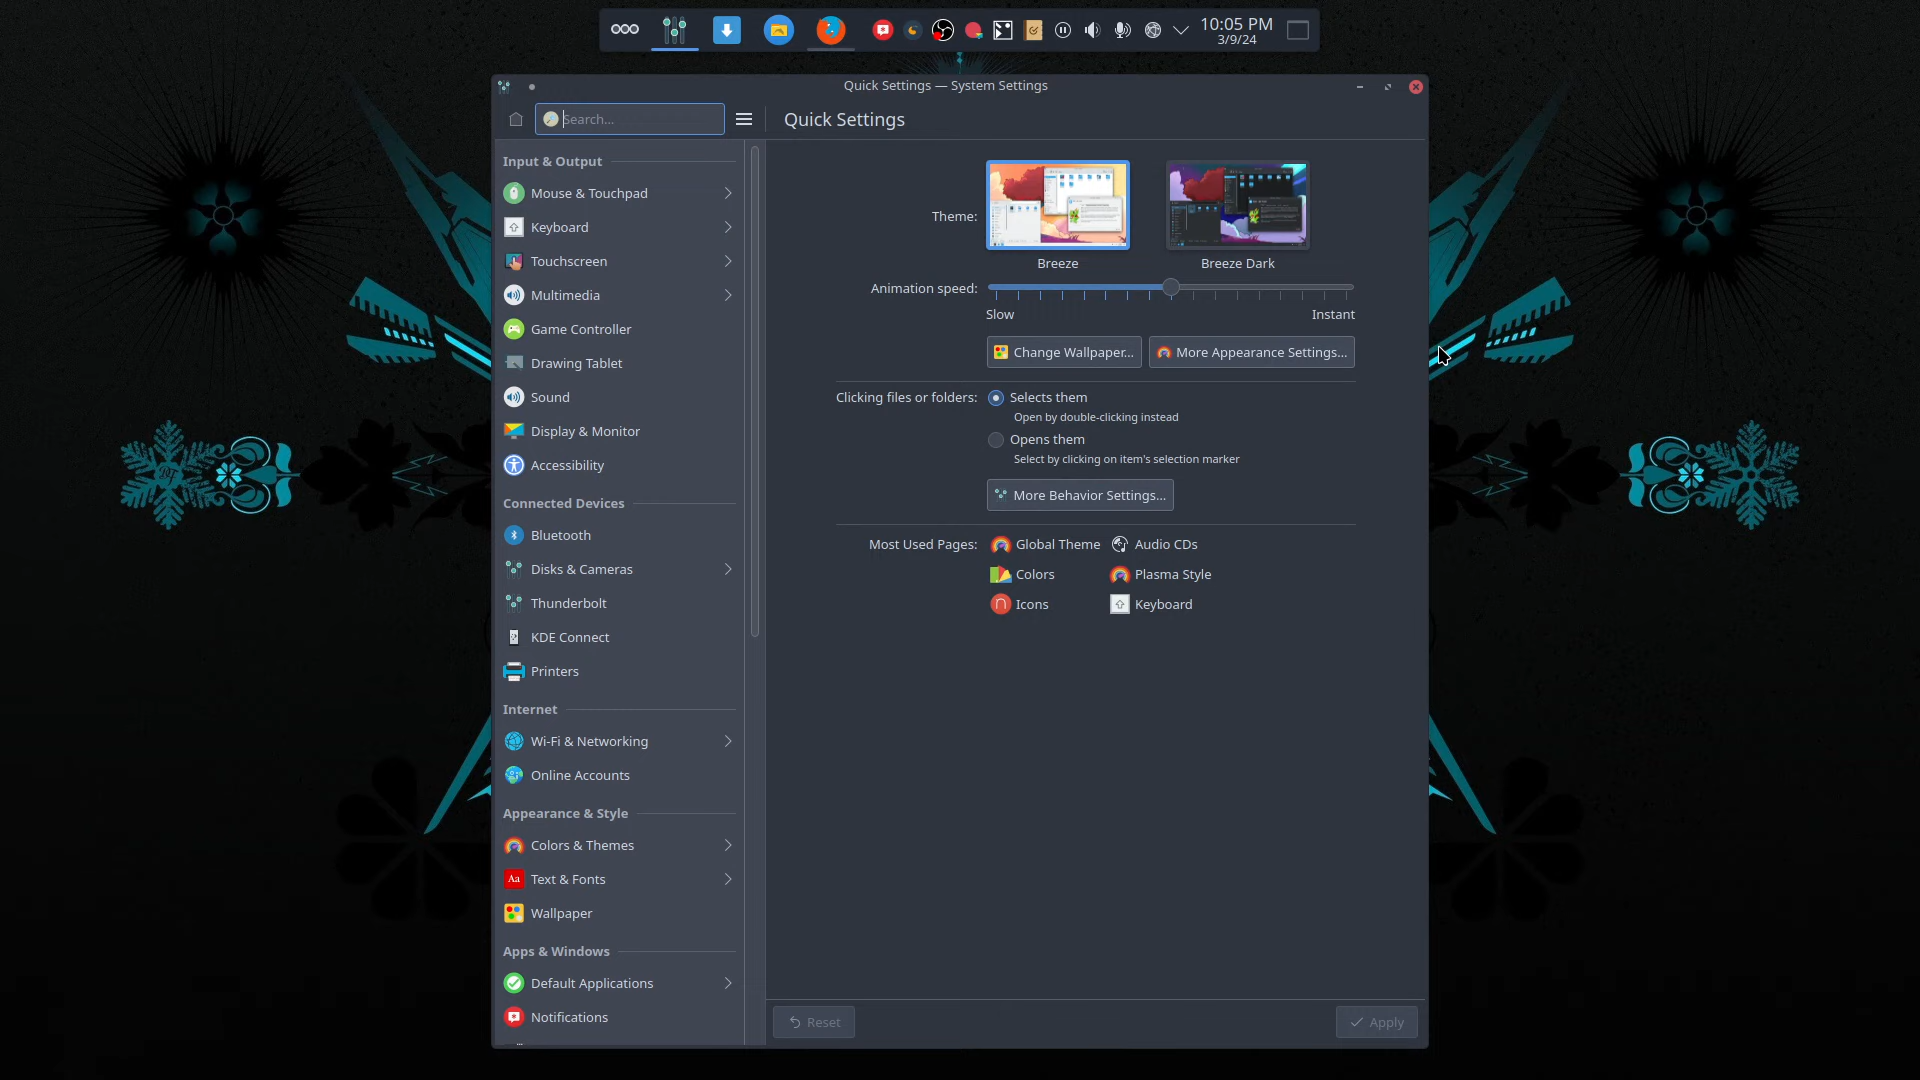 10:05 PM
3/9/24
Quick Settings — System Settings
Search...
Quick Settings
Input & Output
Mouse & Touchpad
Keyboard
Touchscreen
Multimedia
Game Controller
Drawing Tablet
Sound
Display & Monitor
Accessibility
Connected Devices
Bluetooth
Disks & Cameras
Thunderbolt
KDE Connect
Printers
Internet
Wi-Fi & Networking
Online Accounts
Appearance & Style
Colors & Themes
Aa Text & Fonts
Wallpaper
Apps & Windows
Default Applications
Notifications
Theme:
Breeze
Breeze Dark
Animation speed:
Slow
Instant
Change Wallpaper...
More Appearance Settings...
Clicking files or folders:
Selects them
Open by double-clicking instead
Opens them
Select by clicking on item's selection marker
More Behavior Settings...
Most Used Pages:
Global Theme
Audio CDs
Colors
Plasma Style
Icons
Keyboard
Reset
Apply